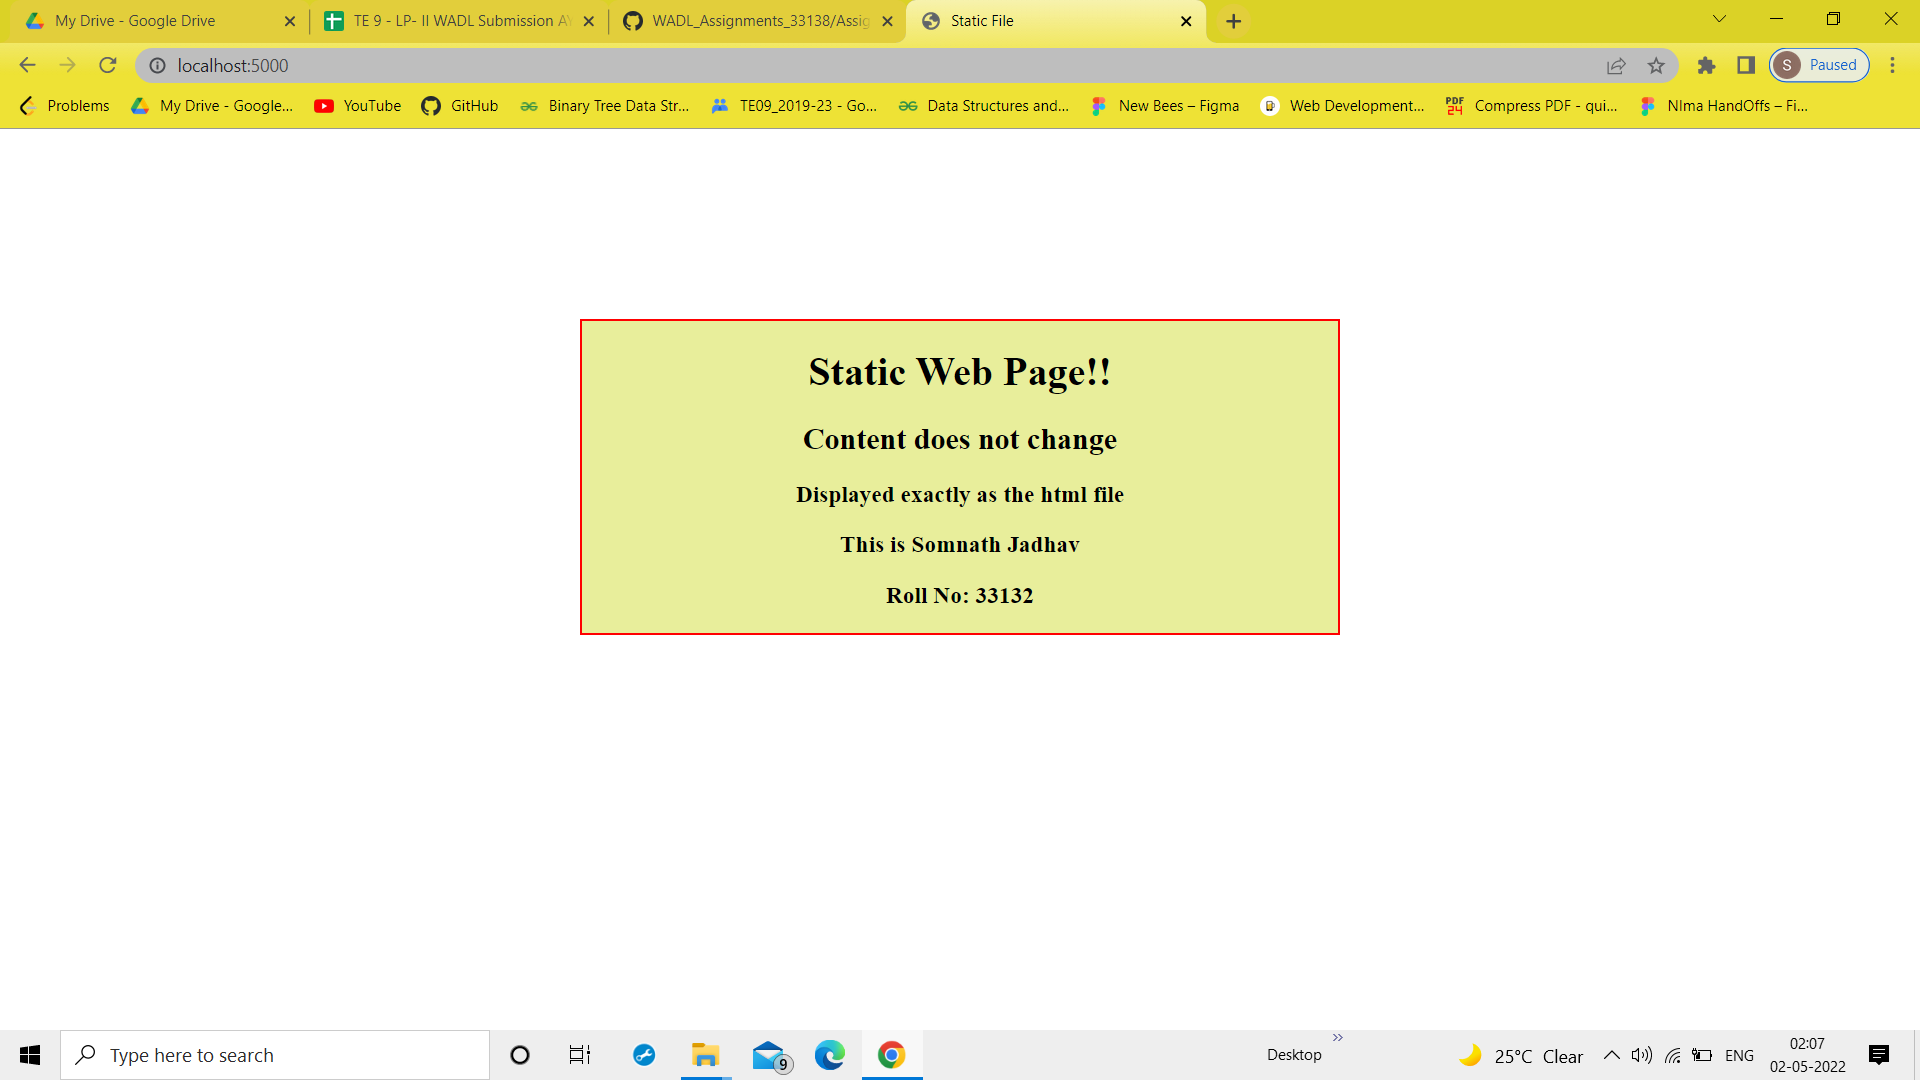 My Drive - Google Drive
TE 9 - LP- II WADL Submission AY
WADL_Assignments_33138/Assig
Static File
localhost:5000
S Paused
Problems
My Drive - Google...
YouTube
GitHub
Binary Tree Data Str...
TE09_2019-23 - Go...
Data Structures and...
New Bees – Figma
Web Development...
PDF 24
Compress PDF - qui...
NIma HandOffs – Fi...
Static Web Page!!
Content does not change
Displayed exactly as the html file
This is Somnath Jadhav
Roll No: 33132
Type here to search
9
Desktop
25°C Clear
ENG
02:07
02-05-2022